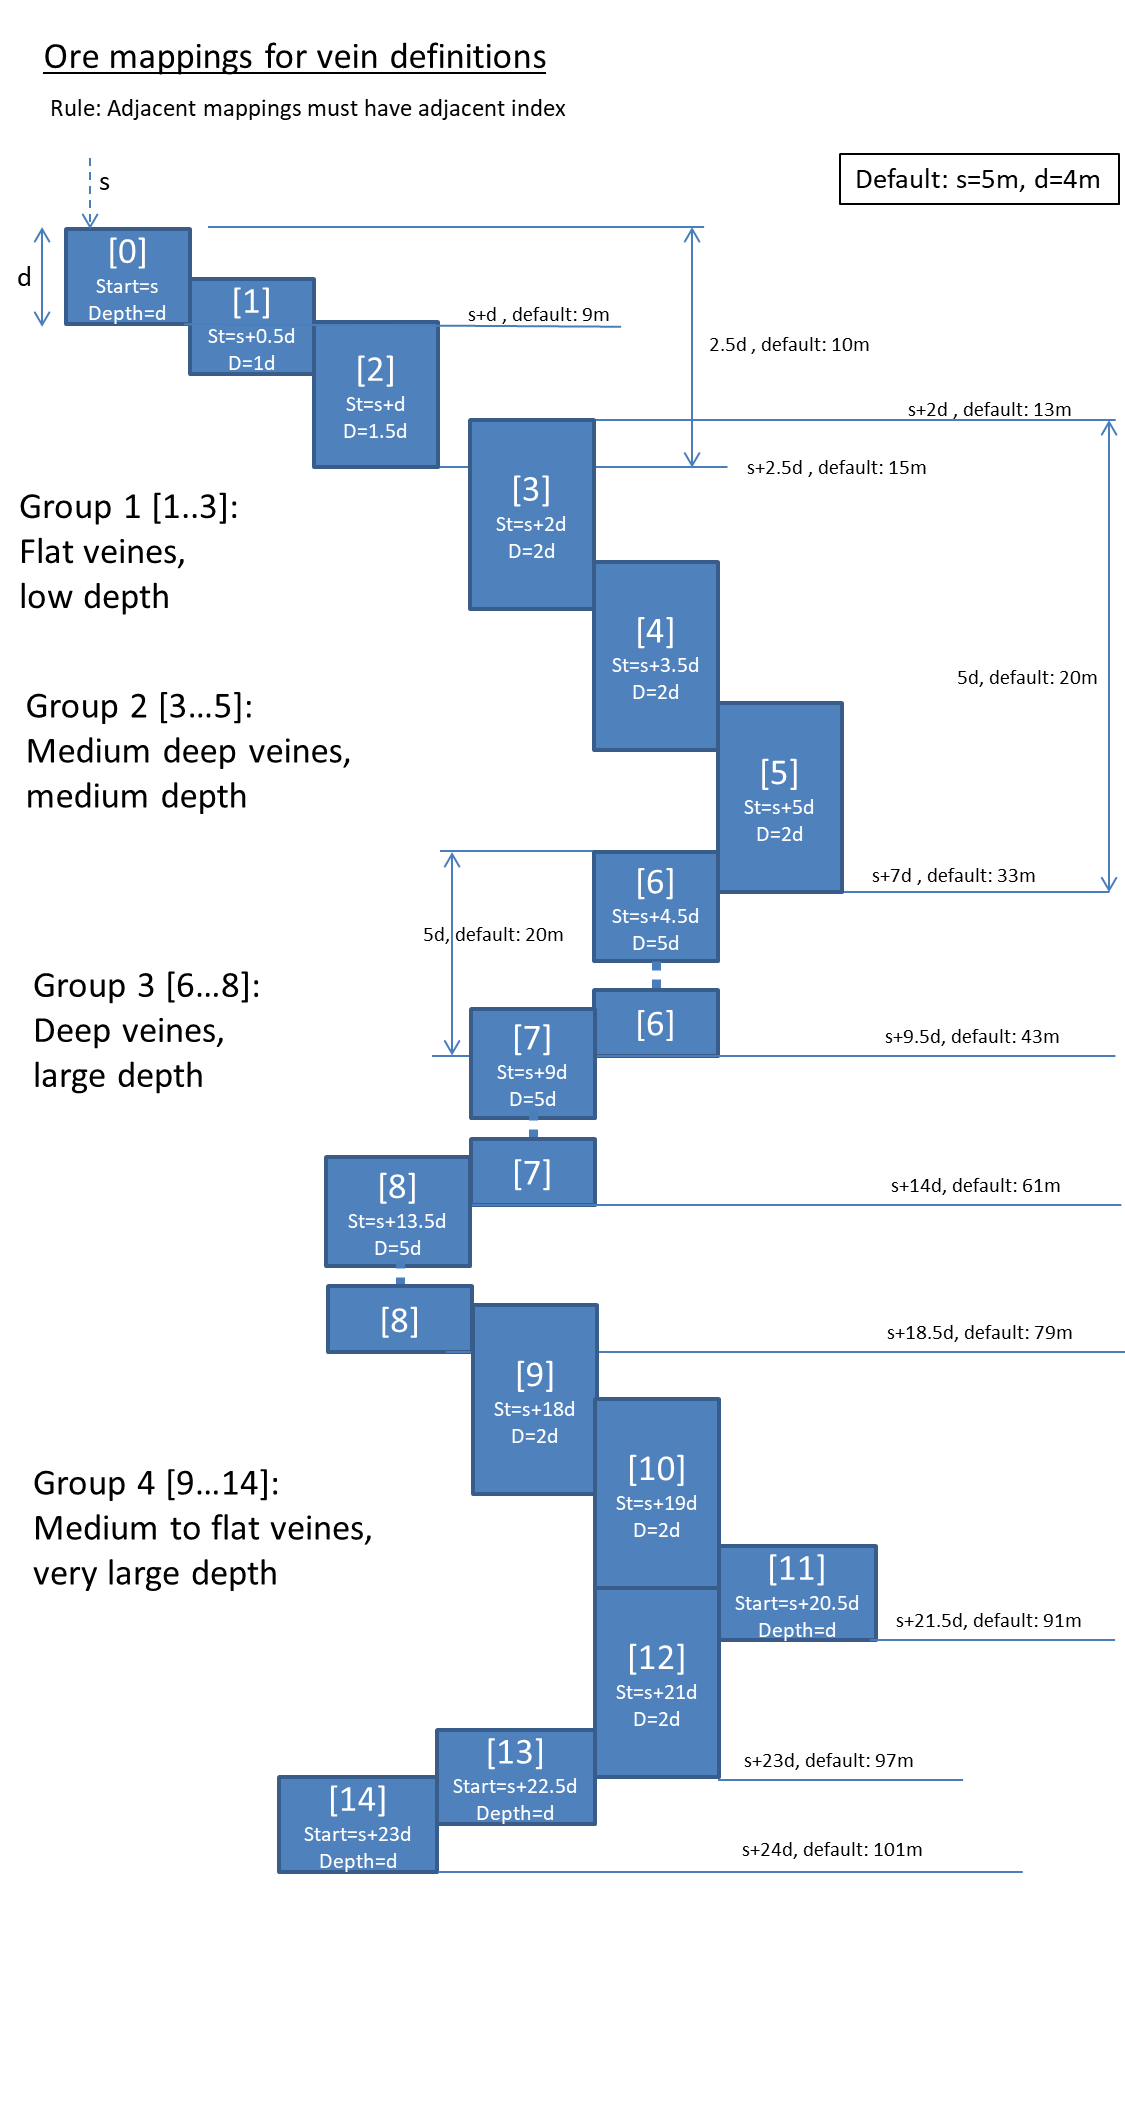 Ore mappings for vein definitions
Rule: Adjacent mappings must have adjacent index
Default: s=5m, d=4m
s
d
[0]
Start=s
Depth=d
[1]
St=s+0.5d
D=1d
s+d , default: 9m
2.5d , default: 10m
[2]
St=s+d
D=1.5d
s+2d , default: 13m
s+2.5d , default: 15m
[3]
St=s+2d
D=2d
Group 1 [1..3]:
Flat veines,
low depth
[4]
St=s+3.5d
D=2d
5d, default: 20m
Group 2 [3...5]:
Medium deep veines,
medium depth
[5]
St=s+5d
D=2d
s+7d , default: 33m
[6]
St=s+4.5d
D=5d
5d, default: 20m
Group 3 [6...8]:
Deep veines,
large depth
[6]
s+9.5d, default: 43m
[7]
St=s+9d
D=5d
[7]
s+14d, default: 61m
[8]
St=s+13.5d
D=5d
[8]
s+18.5d, default: 79m
[9]
St=s+18d
D=2d
Group 4 [9...14]:
Medium to flat veines,
very large depth
[10]
St=s+19d
D=2d
[11]
Start=s+20.5d
Depth=d
s+21.5d, default: 91m
[12]
St=s+21d
D=2d
[13]
Start=s+22.5d
Depth=d
s+23d, default: 97m
[14]
Start=s+23d
Depth=d
s+24d, default: 101m